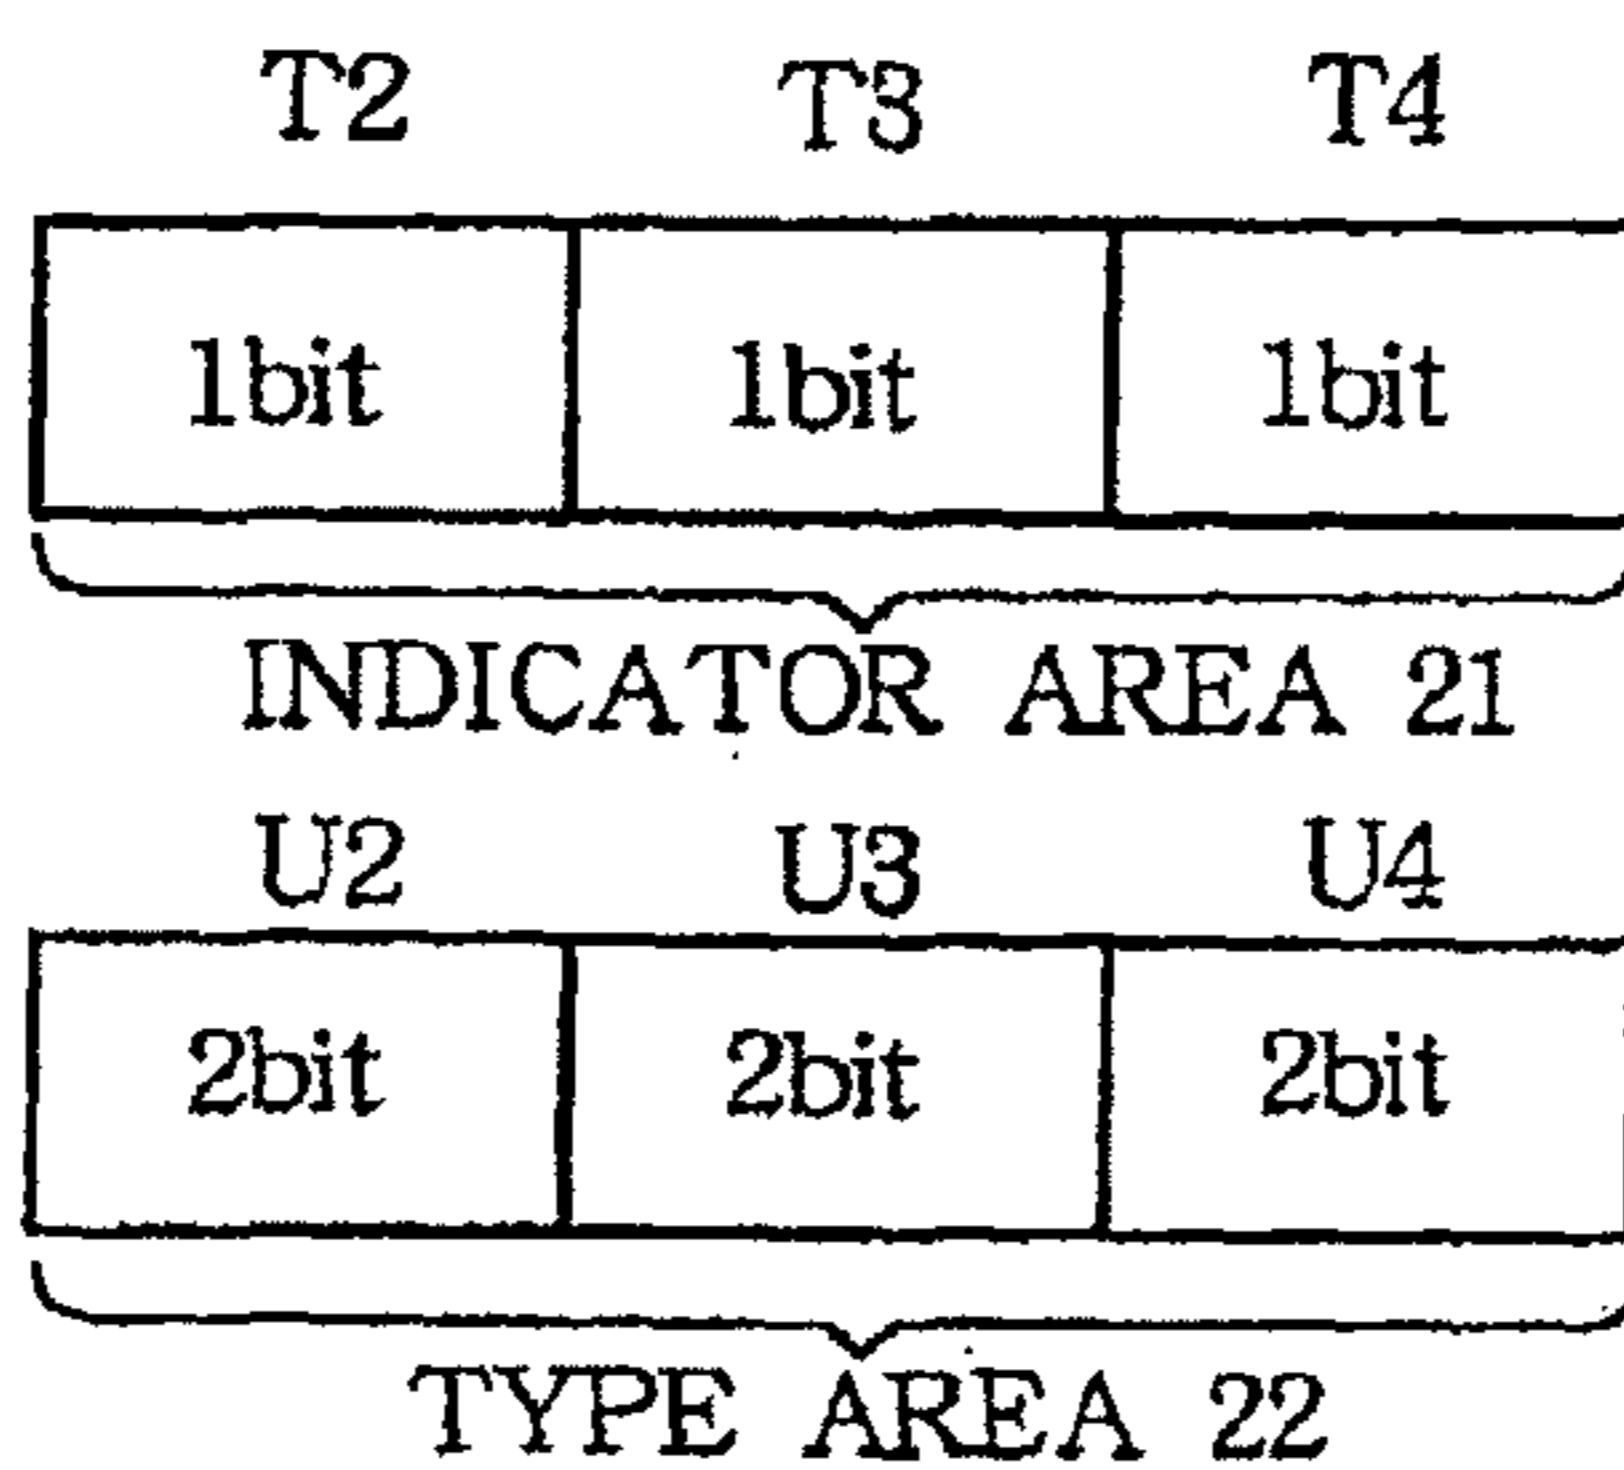 T2 T3 T4
1bit 1bit 1bit
INDICATOR AREA 21
U2 U3 U4
2bit 2bit 2bit
TYPE AREA 22